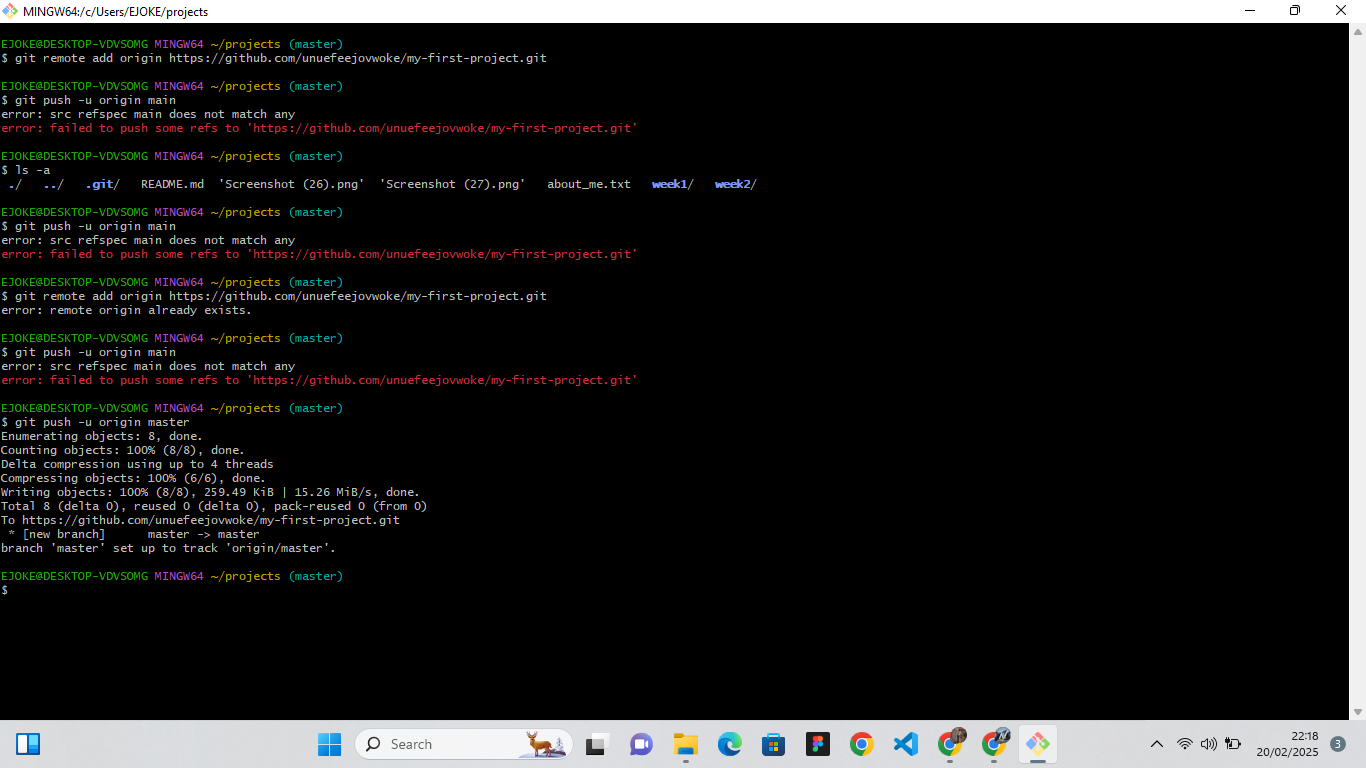 MINGW64:/c/Users/EJOKE/projects
EJOKE@DESKTOP-VDVSOMG MINGW64 ~/projects (master)
$ git remote add origin https://github.com/unuefeejovwoke/my-first-project.git
EJOKE@DESKTOP-VDVSOMG MINGW64 ~/projects (master)
$ git push -u origin main
error: src refspec main does not match any
error: failed to push some refs to 'https://github.com/unuefeejovwoke/my-first-project.git'
EJOKE@DESKTOP-VDVSOMG MINGW64 ~/projects (master)
$ ls -a
./   ../   .git/   README.md  'Screenshot (26).png'  'Screenshot (27).png'   about_me.txt   week1/   week2/
EJOKE@DESKTOP-VDVSOMG MINGW64 ~/projects (master)
$ git push -u origin main
error: src refspec main does not match any
error: failed to push some refs to 'https://github.com/unuefeejovwoke/my-first-project.git'
EJOKE@DESKTOP-VDVSOMG MINGW64 ~/projects (master)
$ git remote add origin https://github.com/unuefeejovwoke/my-first-project.git
error: remote origin already exists.
EJOKE@DESKTOP-VDVSOMG MINGW64 ~/projects (master)
$ git push -u origin main
error: src refspec main does not match any
error: failed to push some refs to 'https://github.com/unuefeejovwoke/my-first-project.git'
EJOKE@DESKTOP-VDVSOMG MINGW64 ~/projects (master)
$ git push -u origin master
Enumerating objects: 8, done.
Counting objects: 100% (8/8), done.
Delta compression using up to 4 threads
Compressing objects: 100% (6/6), done.
Writing objects: 100% (8/8), 259.49 KiB | 15.26 MiB/s, done.
Total 8 (delta 0), reused 0 (delta 0), pack-reused 0 (from 0)
To https://github.com/unuefeejovwoke/my-first-project.git
 * [new branch]      master -> master
branch 'master' set up to track 'origin/master'.
EJOKE@DESKTOP-VDVSOMG MINGW64 ~/projects (master)
$
Search
22:18
20/02/2025
3